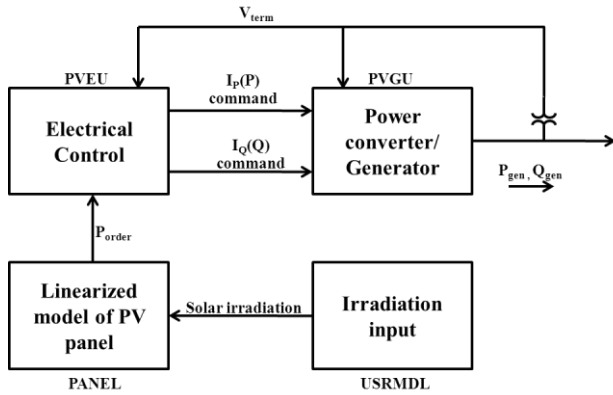 V_term
PVEU
I_P(P)
command
PVGU
Electrical
Control
Power
converter/
Generator
I_Q(Q)
command
P_gen , Q_gen
P_order
Linearized
model of PV
panel
Solar irradiation
Irradiation
input
PANEL
USRMDL